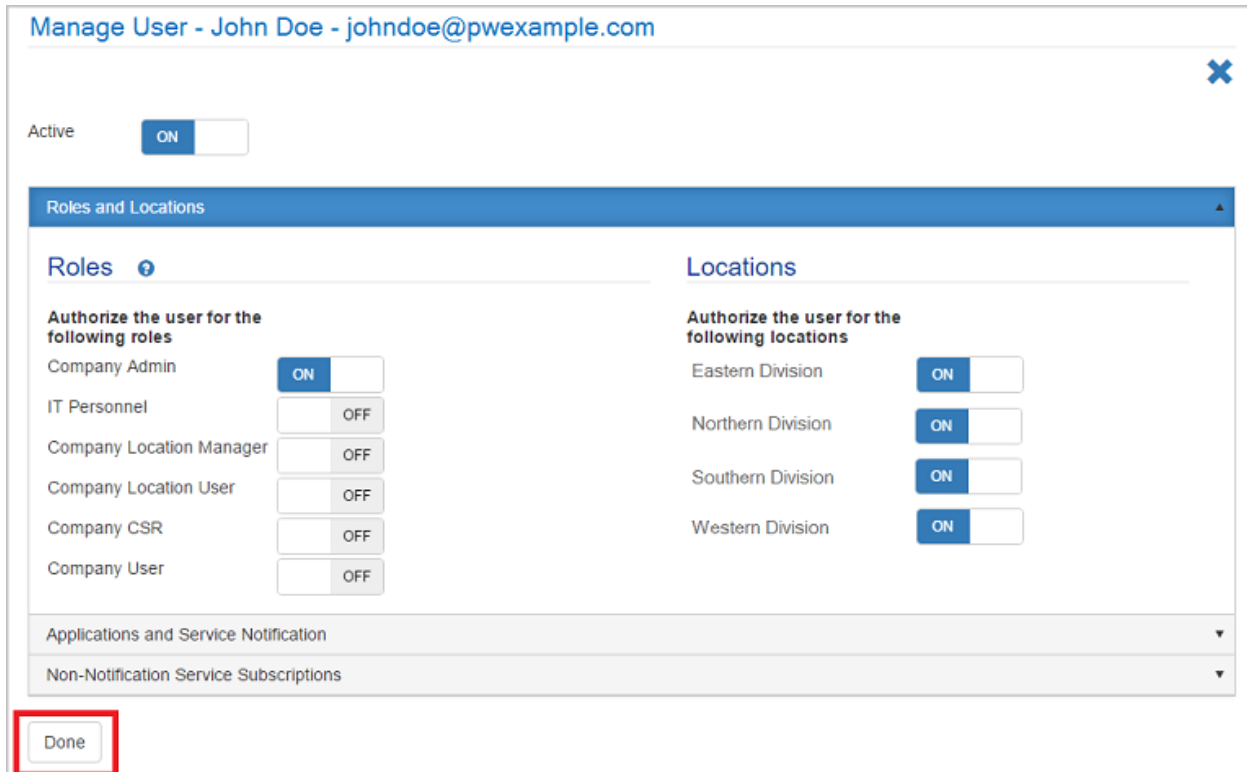 Manage User - John Doe - johndoe@pwexample.com
Active
ON
Roles and Locations
Roles
Authorize the user for the
following roles
Company Admin ON
IT Personnel OFF
Company Location Manager OFF
Company Location User OFF
Company CSR OFF
Company User OFF
Locations
Authorize the user for the
following locations
Eastern Division ON
Northern Division ON
Southern Division ON
Western Division ON
Applications and Service Notification
Non-Notification Service Subscriptions
Done